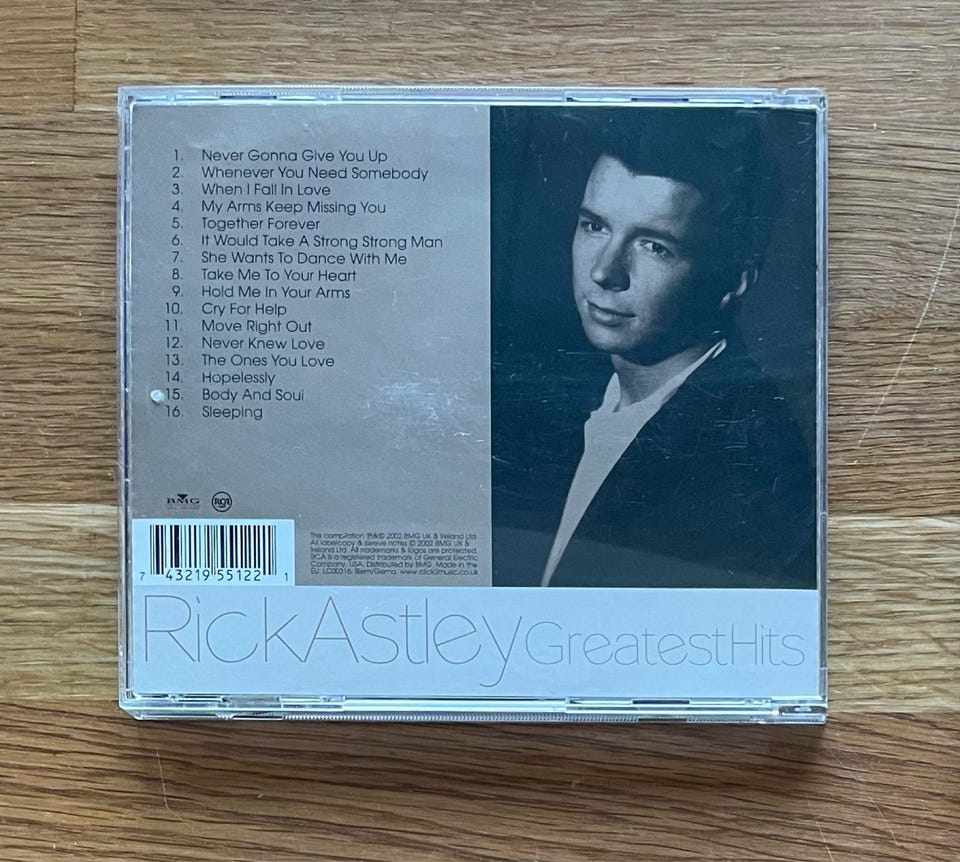 1. Never Gonna Give You Up
2. Whenever You Need Somebody
3. When I Fall In Love
4. My Arms Keep Missing You
5. Together Forever
6. It Would Take A Strong Strong Man
7. She Wants To Dance With Me
8. Take Me To Your Heart
9. Hold Me In Your Arms
10. Cry For Help
11. Move Right Out
12. Never Knew Love
13. The Ones You Love
14. Hopelessly
15. Body And Soul
16. Sleeping
BMG RCA
7 43219 55122 1
This compilation ℗&© 2002 BMG UK & Ireland Ltd.
All labelcopy & sleeve notes © 2002 BMG UK &
Ireland Ltd. All trademarks & logos are protected.
RCA is a registered trademark of General Electric
Company, USA. Distributed by BMG. Made in the
EU. LC00316. Biem/Gema. www.click2music.co.uk
RickAstley GreatestHits